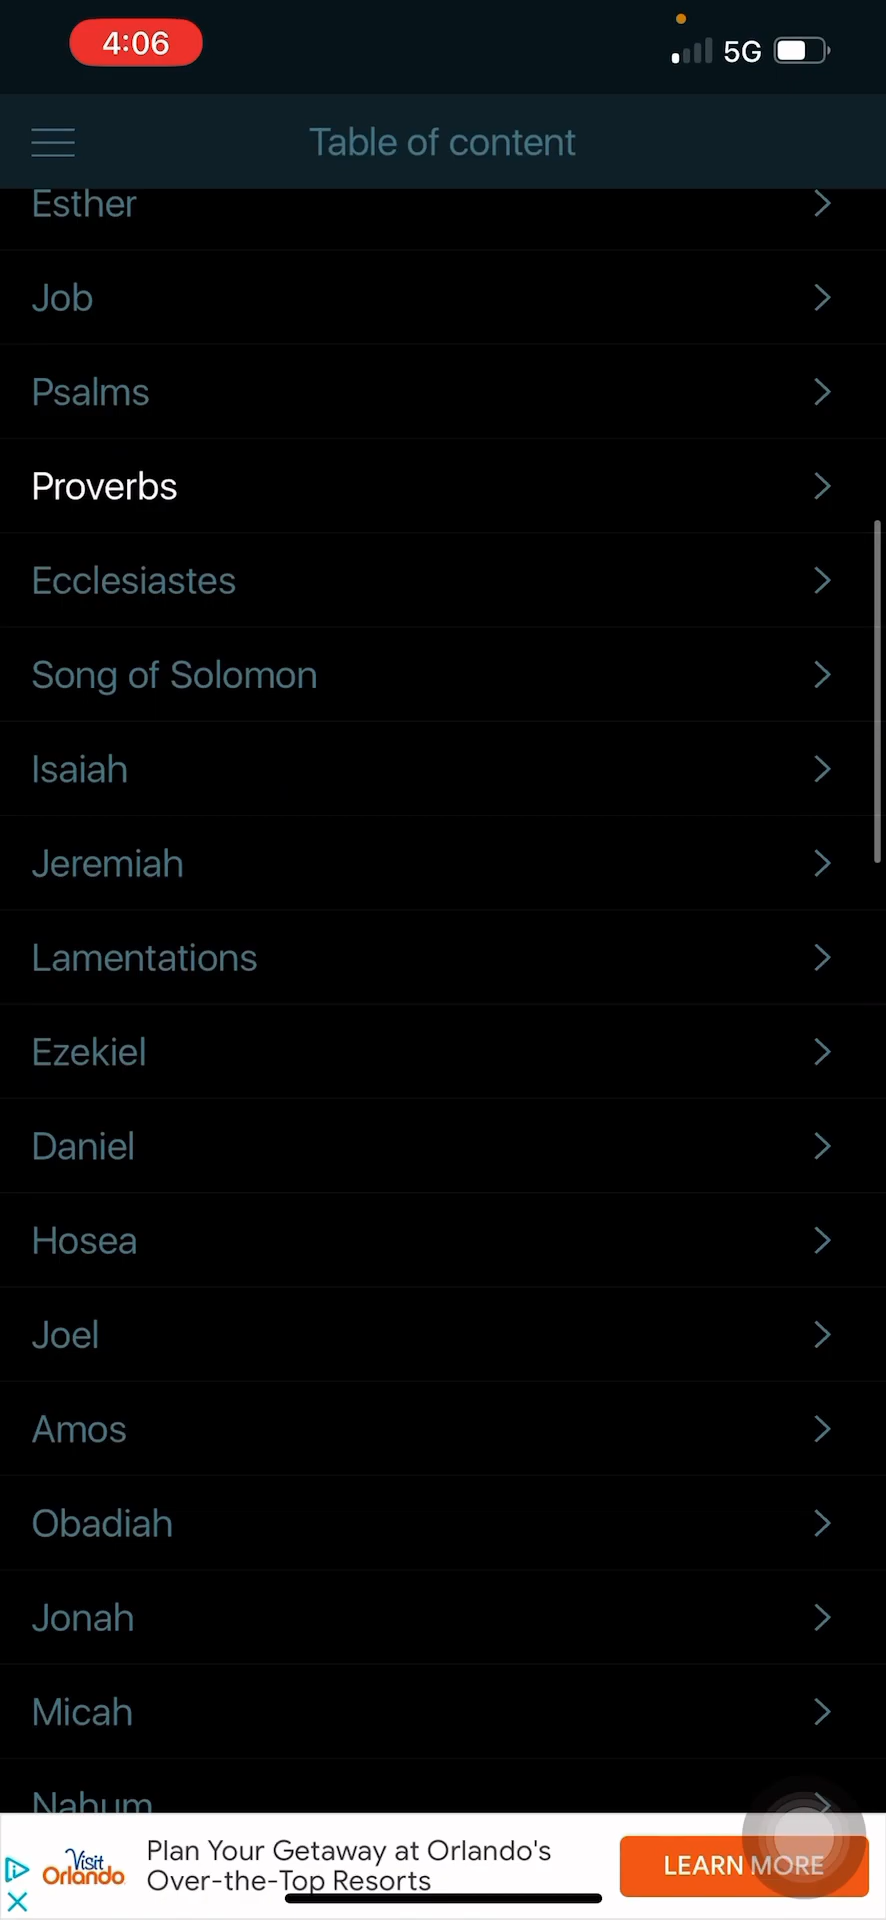 4:06
5G
Table of content
Esther
Job
Psalms
Proverbs
Ecclesiastes
Song of Solomon
Isaiah
Jeremiah
Lamentations
Ezekiel
Daniel
Hosea
Joel
Amos
Obadiah
Jonah
Micah
Nahum
Visit
Orlando
Plan Your Getaway at Orlando's
Over-the-Top Resorts
LEARN MORE